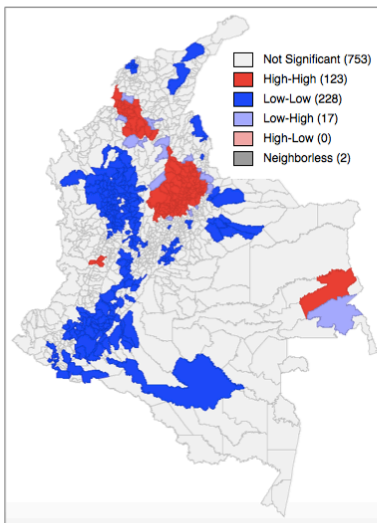 Not Significant (753)
High-High (123)
Low-Low (228)
Low-High (17)
High-Low (0)
Neighborless (2)